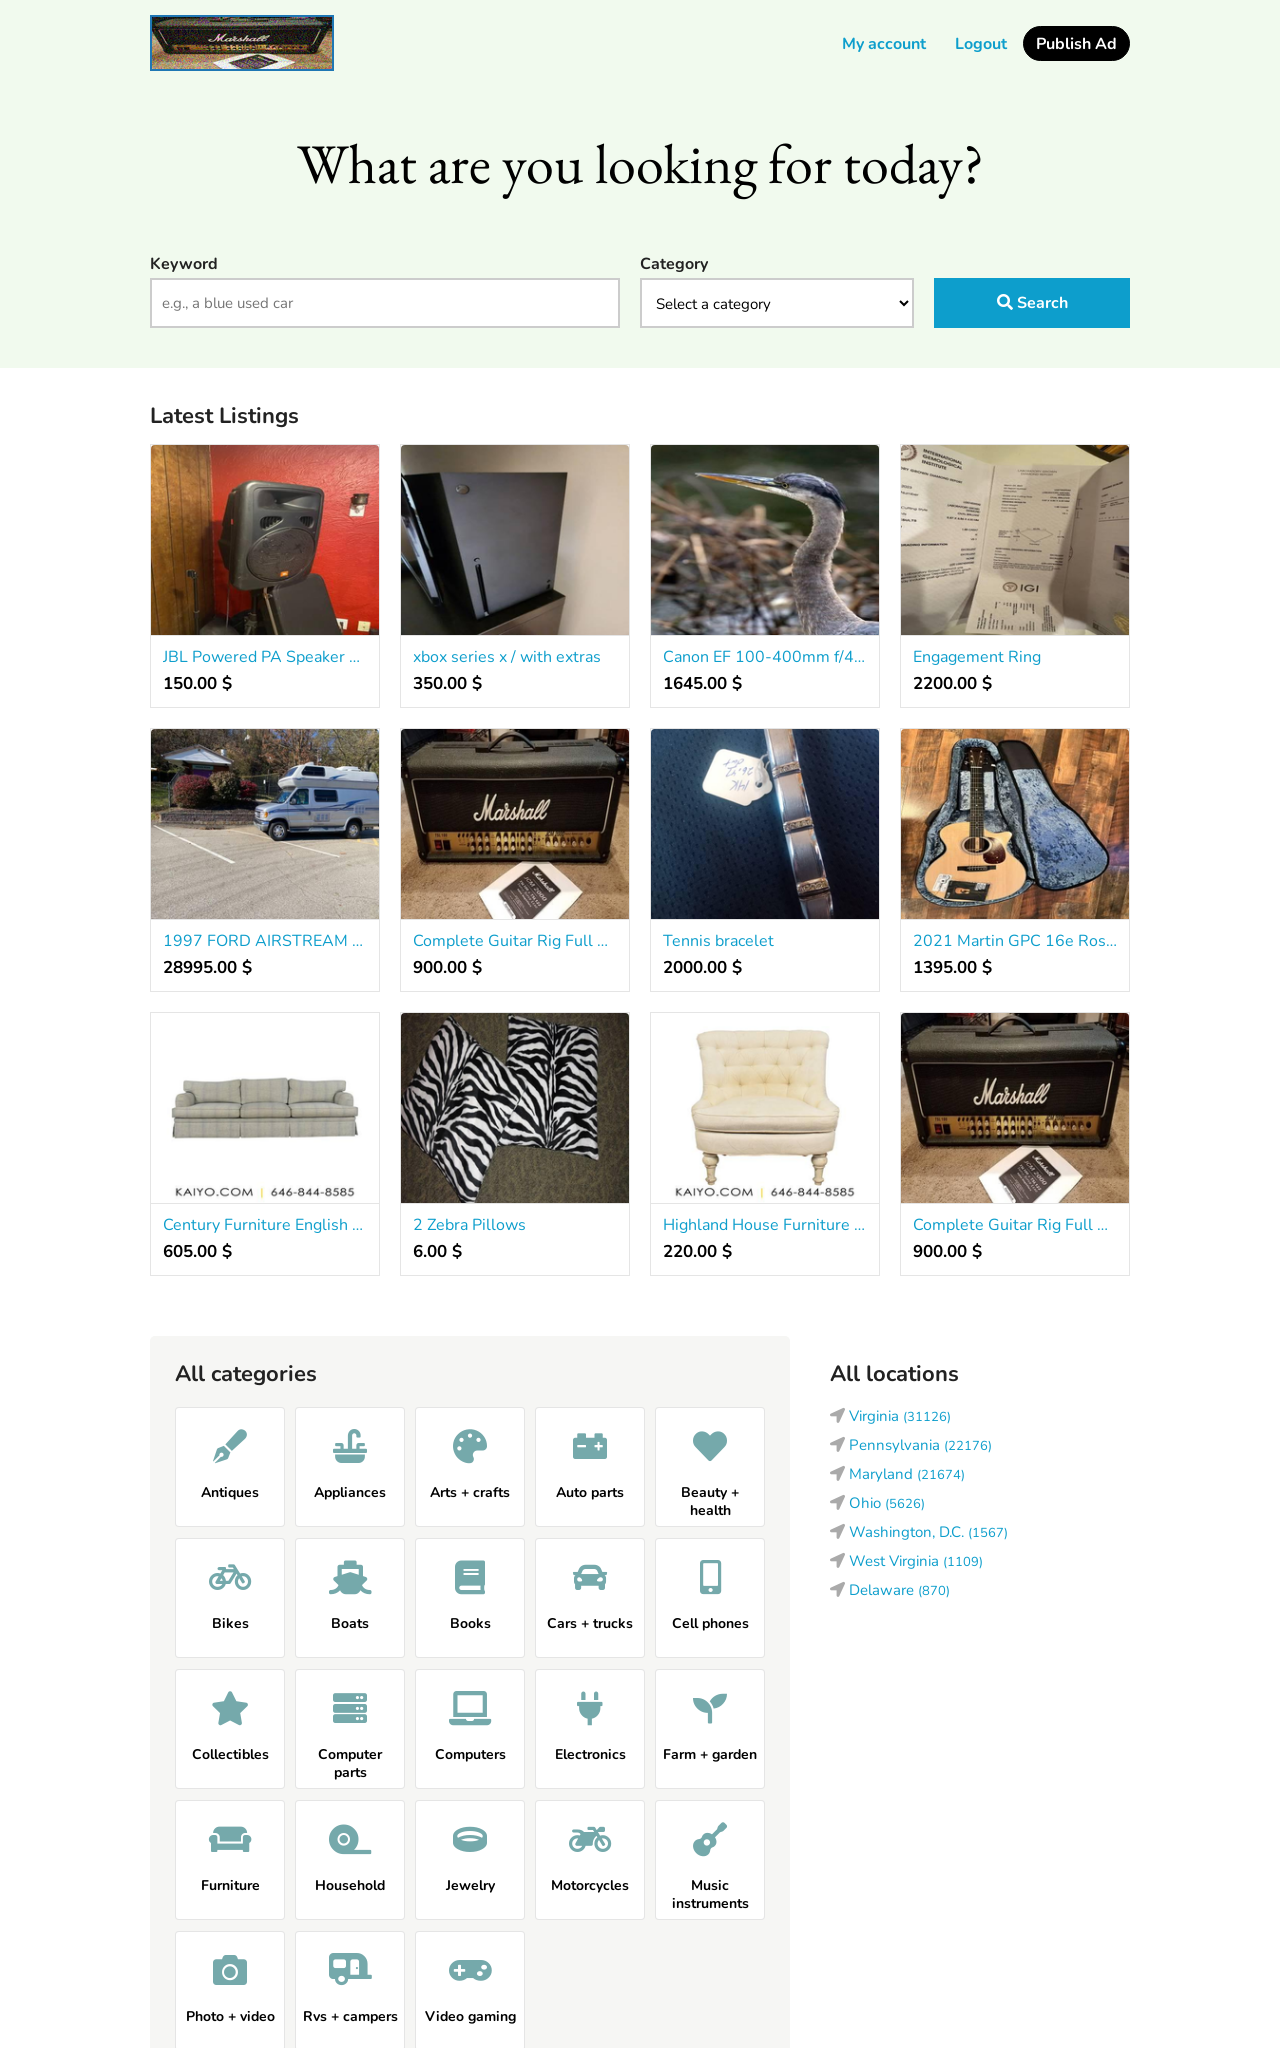 Marshall
My account
Logout
Publish Ad
What are you looking for today?
Keyword
Category
e.g., a blue used car
Select a category
Search
Latest Listings
INTERNATIONAL
GEMOLOGICAL
INSTITUTE
IGI
JBL Powered PA Speaker ...
150.00 $
xbox series x / with extras
350.00 $
Canon EF 100-400mm f/4...
1645.00 $
Engagement Ring
2200.00 $
Marshall
14K
1997 FORD AIRSTREAM ...
28995.00 $
Complete Guitar Rig Full ...
900.00 $
Tennis bracelet
2000.00 $
2021 Martin GPC 16e Ros...
1395.00 $
KAIYO.COM | 646-844-8585
KAIYO.COM | 646-844-8585
Marshall
Century Furniture English ...
605.00 $
2 Zebra Pillows
6.00 $
Highland House Furniture ...
220.00 $
Complete Guitar Rig Full ...
900.00 $
All categories
Antiques
Appliances
Arts + crafts
Auto parts
Beauty +
health
Bikes
Boats
Books
Cars + trucks
Cell phones
Collectibles
Computer
parts
Computers
Electronics
Farm + garden
Furniture
Household
Jewelry
Motorcycles
Music
instruments
Photo + video
Rvs + campers
Video gaming
All locations
Virginia (31126)
Pennsylvania (22176)
Maryland (21674)
Ohio (5626)
Washington, D.C. (1567)
West Virginia (1109)
Delaware (870)